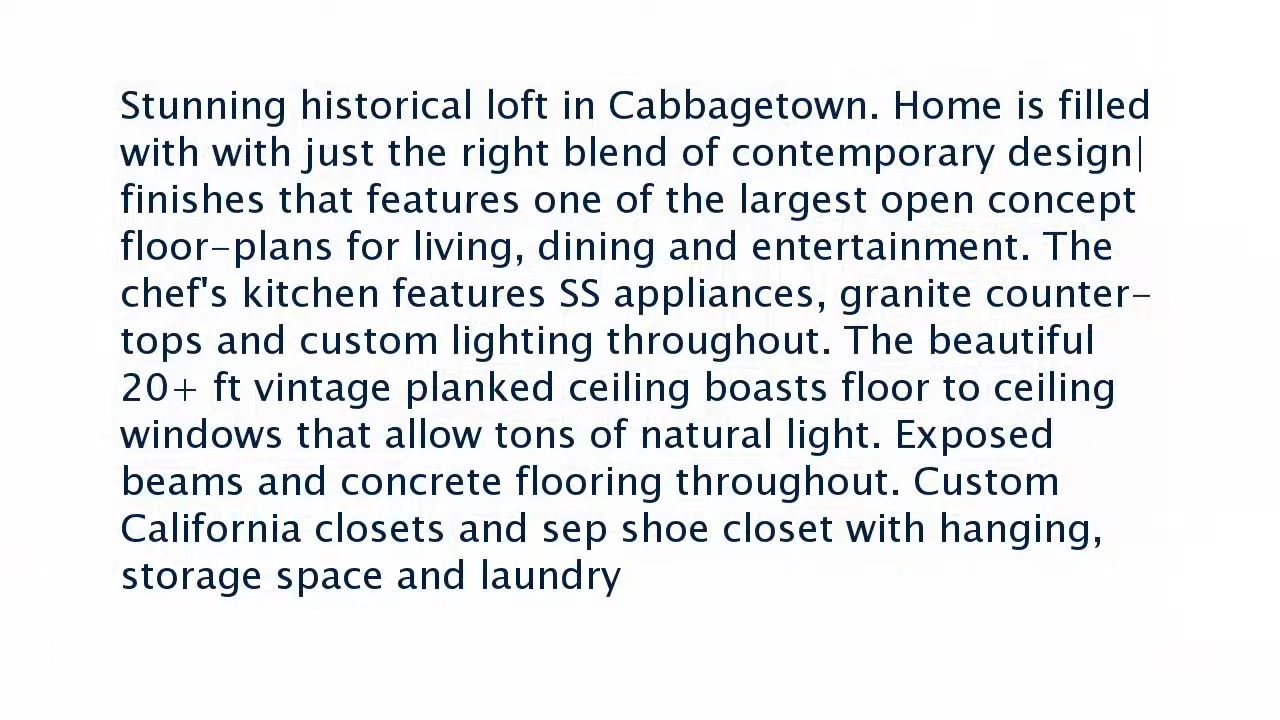 Stunning historical loft in Cabbagetown. Home is filled
with with just the right blend of contemporary design|
finishes that features one of the largest open concept
floor-plans for living, dining and entertainment. The
chef's kitchen features SS appliances, granite counter-
tops and custom lighting throughout. The beautiful
20+ ft vintage planked ceiling boasts floor to ceiling
windows that allow tons of natural light. Exposed
beams and concrete flooring throughout. Custom
California closets and sep shoe closet with hanging,
storage space and laundry